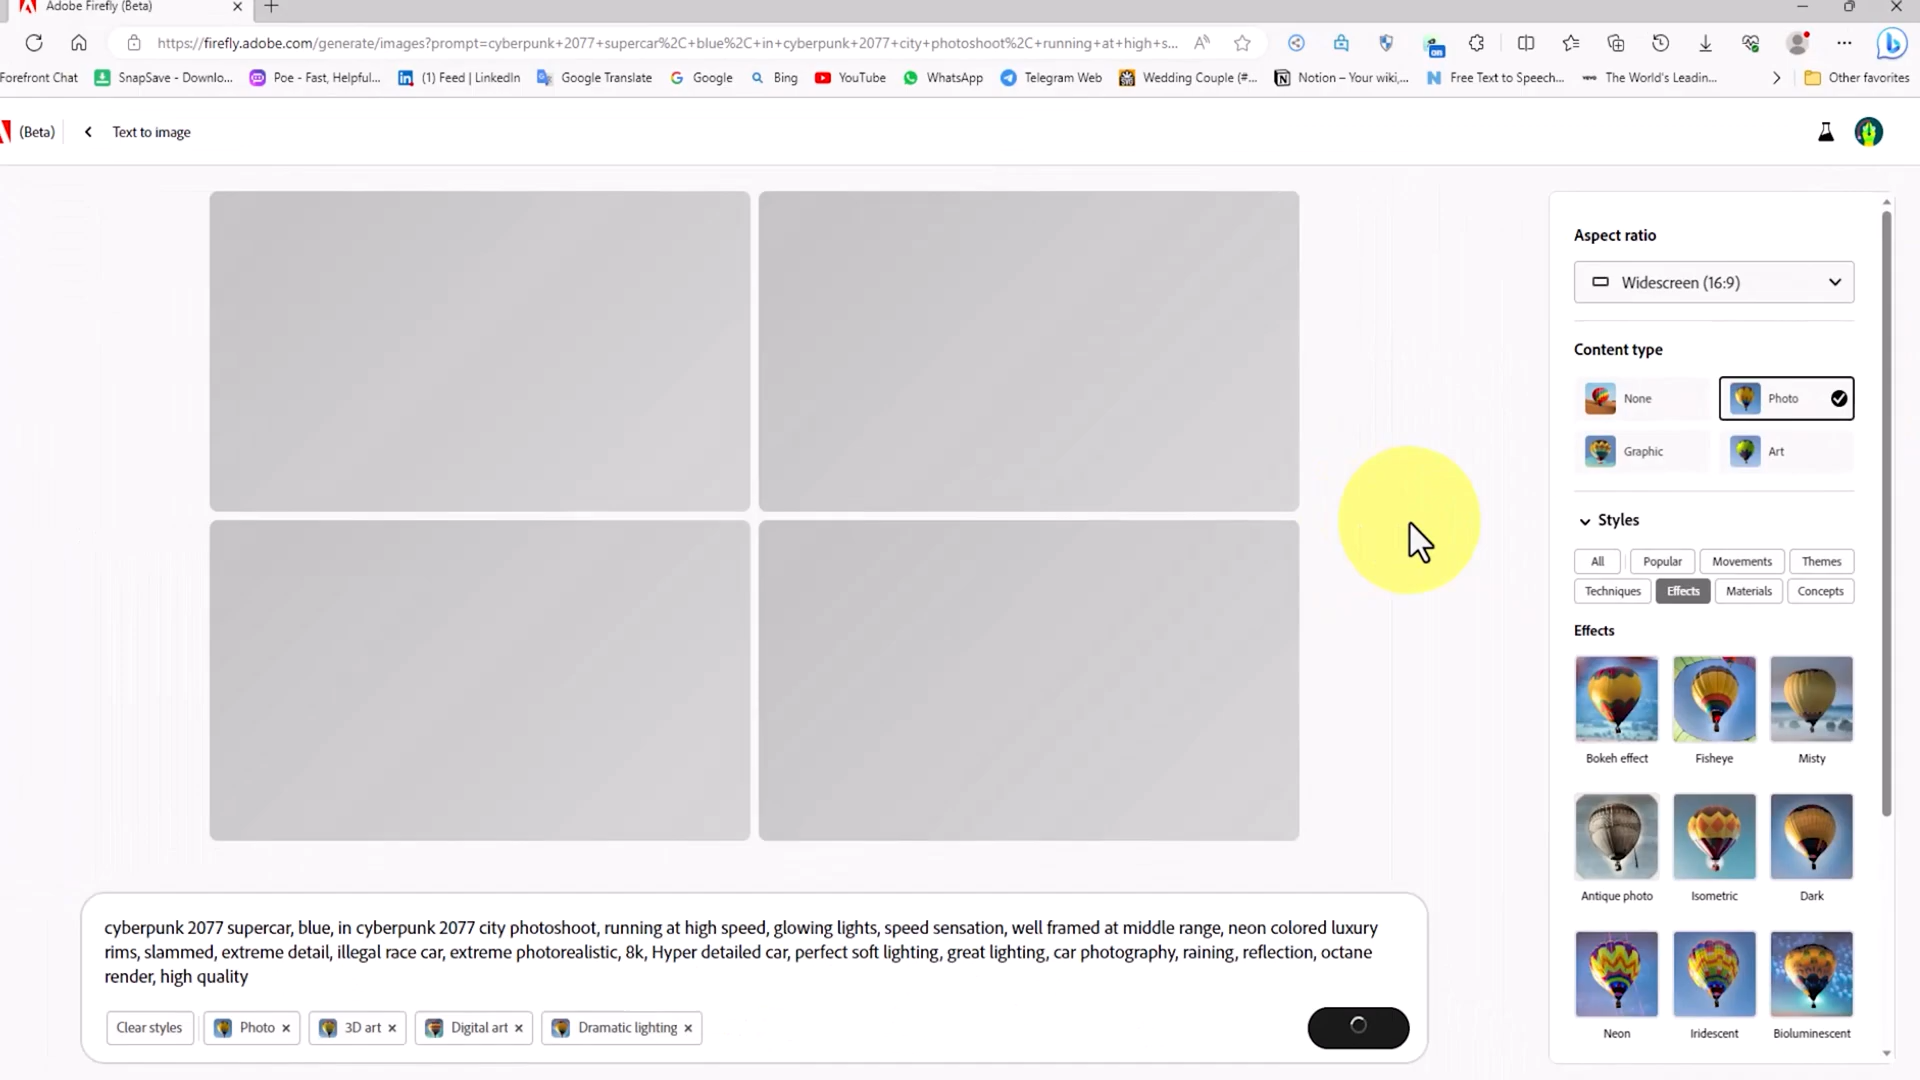 Adobe Firefly (Beta)
https://firefly.adobe.com/generate/images?prompt=cyberpunk+2077+supercar%2C+blue%2C+in+cyberpunk+2077+city+photoshoot%2C+running+at+high+s...
Forefront Chat SnapSave - Downlo... Poe - Fast, Helpful... (1) Feed | LinkedIn Google Translate Google Bing YouTube WhatsApp Telegram Web Wedding Couple (#... Notion – Your wiki,... Free Text to Speech... The World's Leadin... Other favorites
(Beta) Text to image
Aspect ratio
Widescreen (16:9)
Content type
None Photo
Graphic Art
Styles
All Popular Movements Themes
Techniques Effects Materials Concepts
Effects
Bokeh effect Fisheye Misty
Antique photo Isometric Dark
Neon Iridescent Bioluminescent
cyberpunk 2077 supercar, blue, in cyberpunk 2077 city photoshoot, running at high speed, glowing lights, speed sensation, well framed at middle range, neon colored luxury
rims, slammed, extreme detail, illegal race car, extreme photorealistic, 8k, Hyper detailed car, perfect soft lighting, great lighting, car photography, raining, reflection, octane
render, high quality
Clear styles Photo 3D art Digital art Dramatic lighting